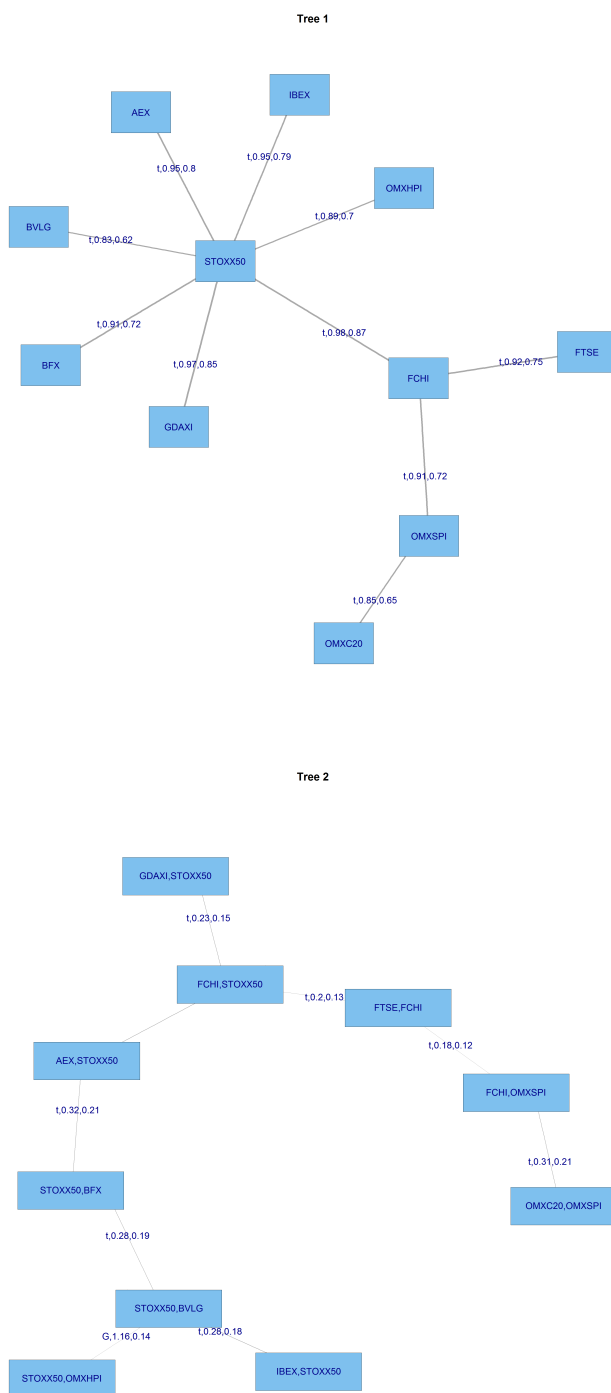 Tree 1
IBEX
AEX
t,0.95,0.79
t,0.95,0.8
OMXHPI
t,0.89,0.7
BVLG
t,0.83,0.62
STOXX50
t,0.91,0.72
t,0.98,0.87
FTSE
t,0.92,0.75
BFX
t,0.97,0.85
FCHI
GDAXI
t,0.91,0.72
OMXSPI
t,0.85,0.65
OMXC20
Tree 2
GDAXI,STOXX50
t,0.23,0.15
FCHI,STOXX50
t,0.2,0.13
FTSE,FCHI
t,0.18,0.12
AEX,STOXX50
FCHI,OMXSPI
t,0.32,0.21
t,0.31,0.21
STOXX50,BFX
OMXC20,OMXSPI
t,0.28,0.19
STOXX50,BVLG
G,1.16,0.14
t,0.28,0.18
STOXX50,OMXHPI
IBEX,STOXX50